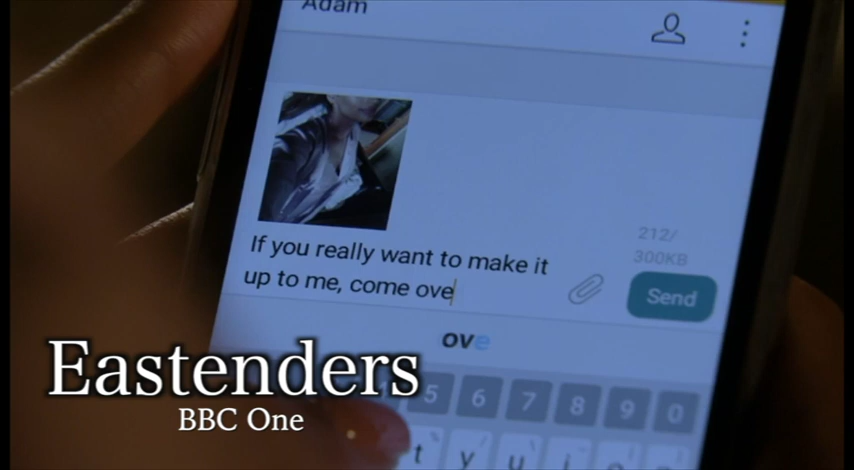 Adam
212/
300KB
If you really want to make it
up to me, come ove
Send
ove
5 6 7 8 9 0
t y u i o
Eastenders
BBC One